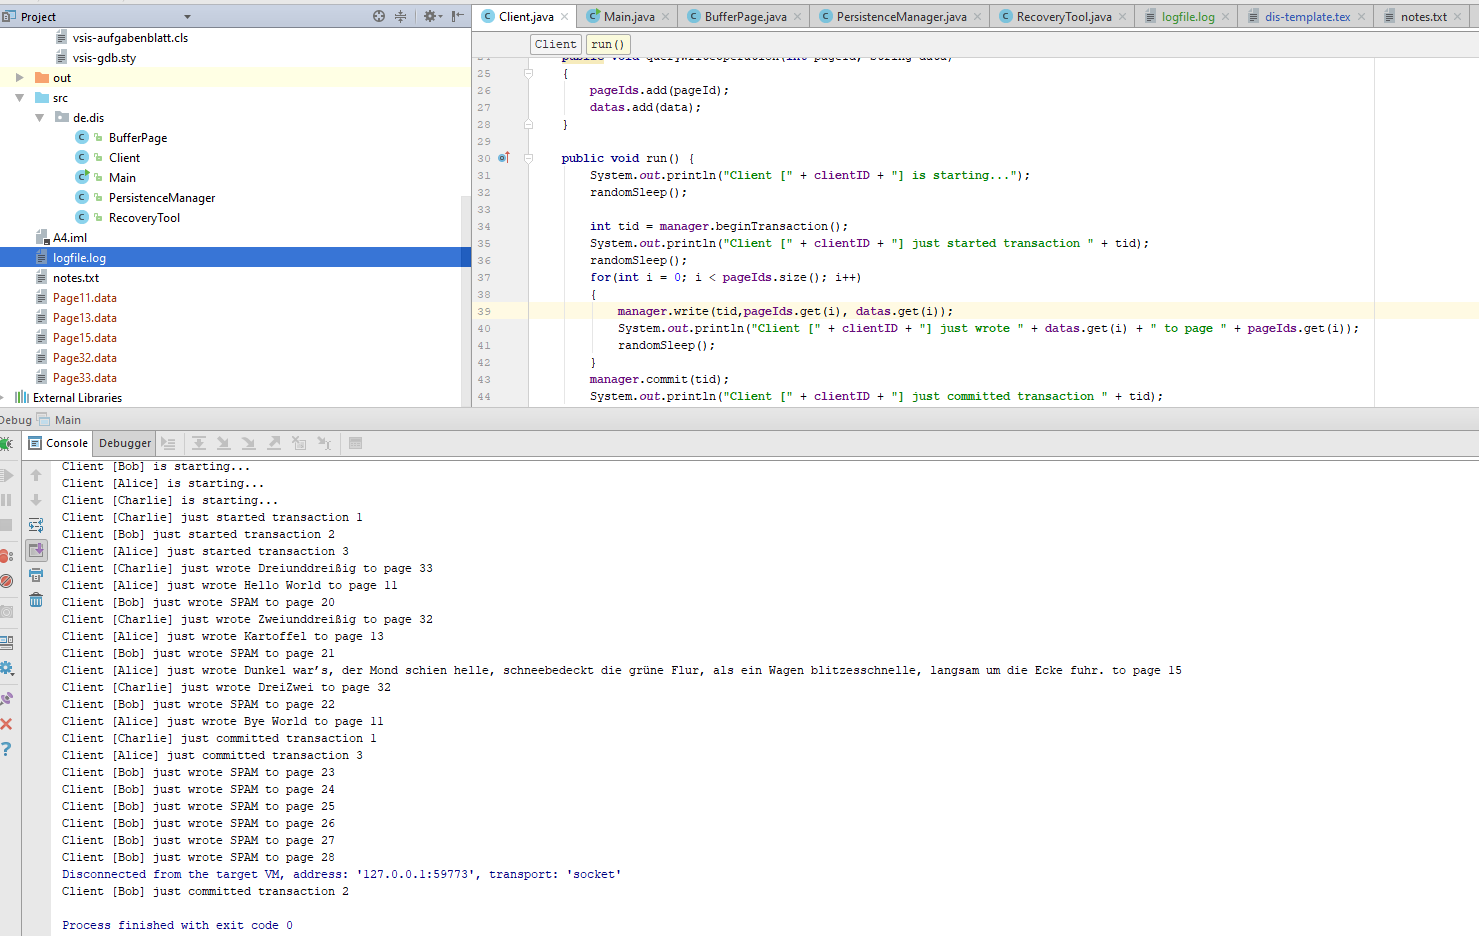 Project
vsis-aufgabenblatt.cls
vsis-gdb.sty
out
src
de.dis
BufferPage
Client
Main
PersistenceManager
RecoveryTool
A4.iml
logfile.log
notes.txt
Page11.data
Page13.data
Page15.data
Page32.data
Page33.data
External Libraries
Client.java
Main.java
BufferPage.java
PersistenceManager.java
RecoveryTool.java
logfile.log
dis-template.tex
notes.txt
Client run()
25 {
26 pageIds.add(pageId);
27 datas.add(data);
28 }
29
30 public void run() {
31 System.out.println("Client [" + clientID + "] is starting...");
32 randomSleep();
33
34 int tid = manager.beginTransaction();
35 System.out.println("Client [" + clientID + "] just started transaction " + tid);
36 randomSleep();
37 for(int i = 0; i < pageIds.size(); i++)
38 {
39 manager.write(tid,pageIds.get(i), datas.get(i));
40 System.out.println("Client [" + clientID + "] just wrote " + datas.get(i) + " to page " + pageIds.get(i));
41 randomSleep();
42 }
43 manager.commit(tid);
44 System.out.println("Client [" + clientID + "] just committed transaction " + tid);
Debug Main
Console Debugger
Client [Bob] is starting...
Client [Alice] is starting...
Client [Charlie] is starting...
Client [Charlie] just started transaction 1
Client [Bob] just started transaction 2
Client [Alice] just started transaction 3
Client [Charlie] just wrote Dreiunddreißig to page 33
Client [Alice] just wrote Hello World to page 11
Client [Bob] just wrote SPAM to page 20
Client [Charlie] just wrote Zweiunddreißig to page 32
Client [Alice] just wrote Kartoffel to page 13
Client [Bob] just wrote SPAM to page 21
Client [Alice] just wrote Dunkel war's, der Mond schien helle, schneebedeckt die grüne Flur, als ein Wagen blitzesschnelle, langsam um die Ecke fuhr. to page 15
Client [Charlie] just wrote DreiZwei to page 32
Client [Bob] just wrote SPAM to page 22
Client [Alice] just wrote Bye World to page 11
Client [Charlie] just committed transaction 1
Client [Alice] just committed transaction 3
Client [Bob] just wrote SPAM to page 23
Client [Bob] just wrote SPAM to page 24
Client [Bob] just wrote SPAM to page 25
Client [Bob] just wrote SPAM to page 26
Client [Bob] just wrote SPAM to page 27
Client [Bob] just wrote SPAM to page 28
Disconnected from the target VM, address: '127.0.0.1:59773', transport: 'socket'
Client [Bob] just committed transaction 2
Process finished with exit code 0